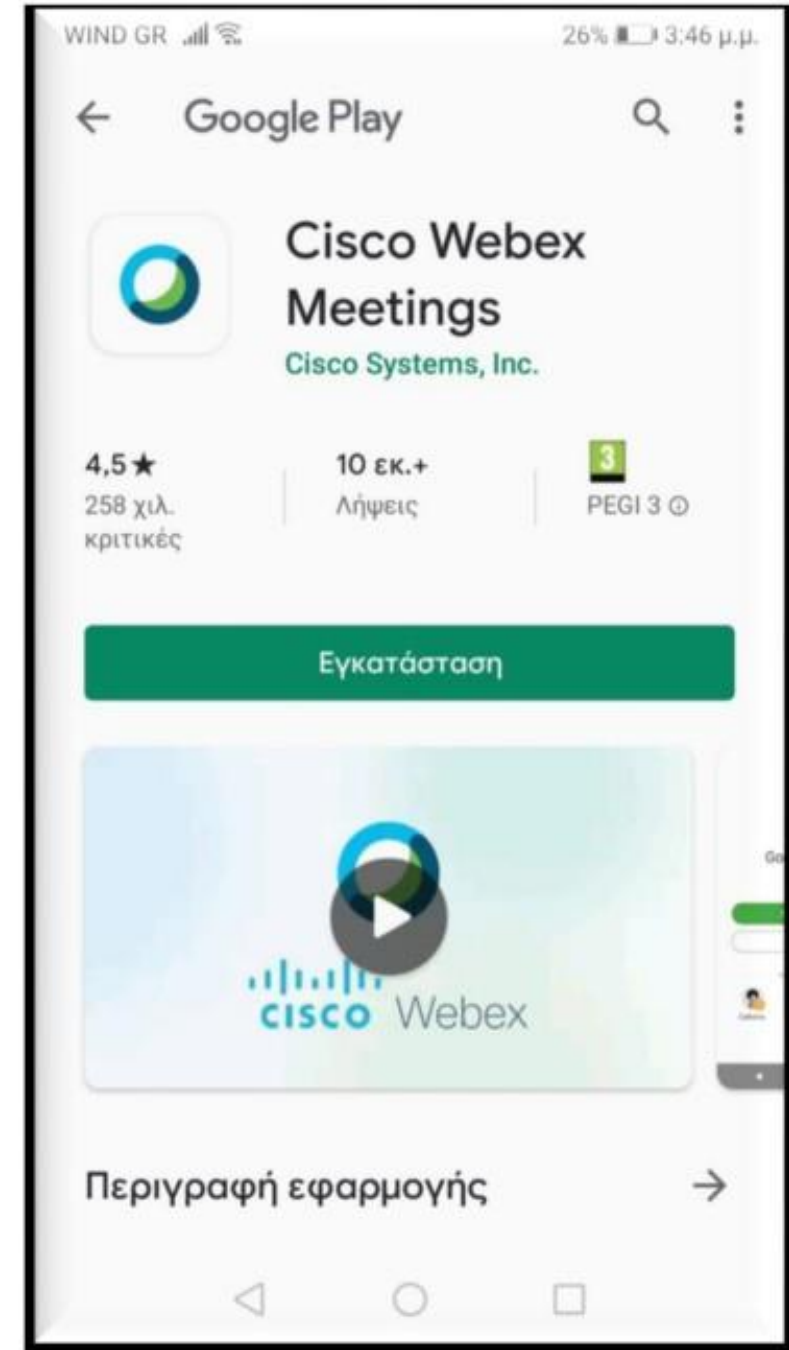 WIND GR 26% 3:46 μ.μ.
Google Play
Cisco Webex
Meetings
Cisco Systems, Inc.
4,5★ 10 εκ.+ 3
258 χιλ. Λήψεις PEGI 3
κριτικές
Εγκατάσταση
Go
CISCO Webex
Περιγραφή εφαρμογής